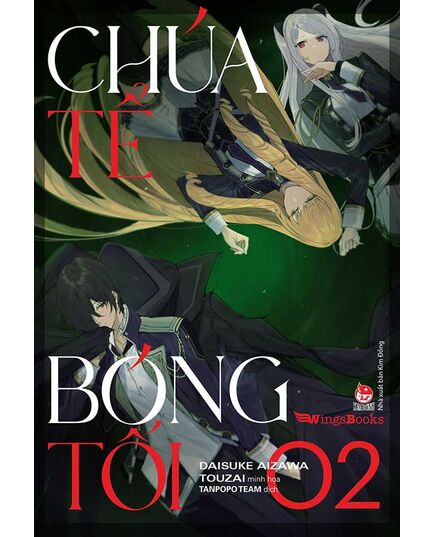 CHÚA
TỂ
BÓNG
TỐI
Nhà xuất bản Kim Đồng
WingsBooks
DAISUKE AIZAWA
TOUZAI minh họa
TANPOPO TEAM dịch
02